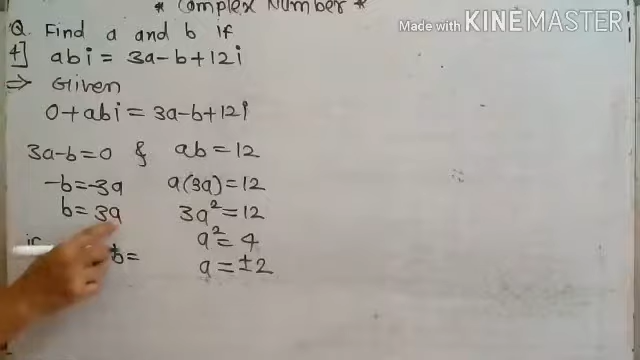 * Complex Number *
Made with KINEMASTER
Q. Find a and b if
4] abi = 3a-b+12i
⇒ Given
0+abi = 3a-b+12i
3a-b=0 & ab=12
-b=-3a a(3a)=12
b=3a 3a²=12
a²=4
b= a=±2